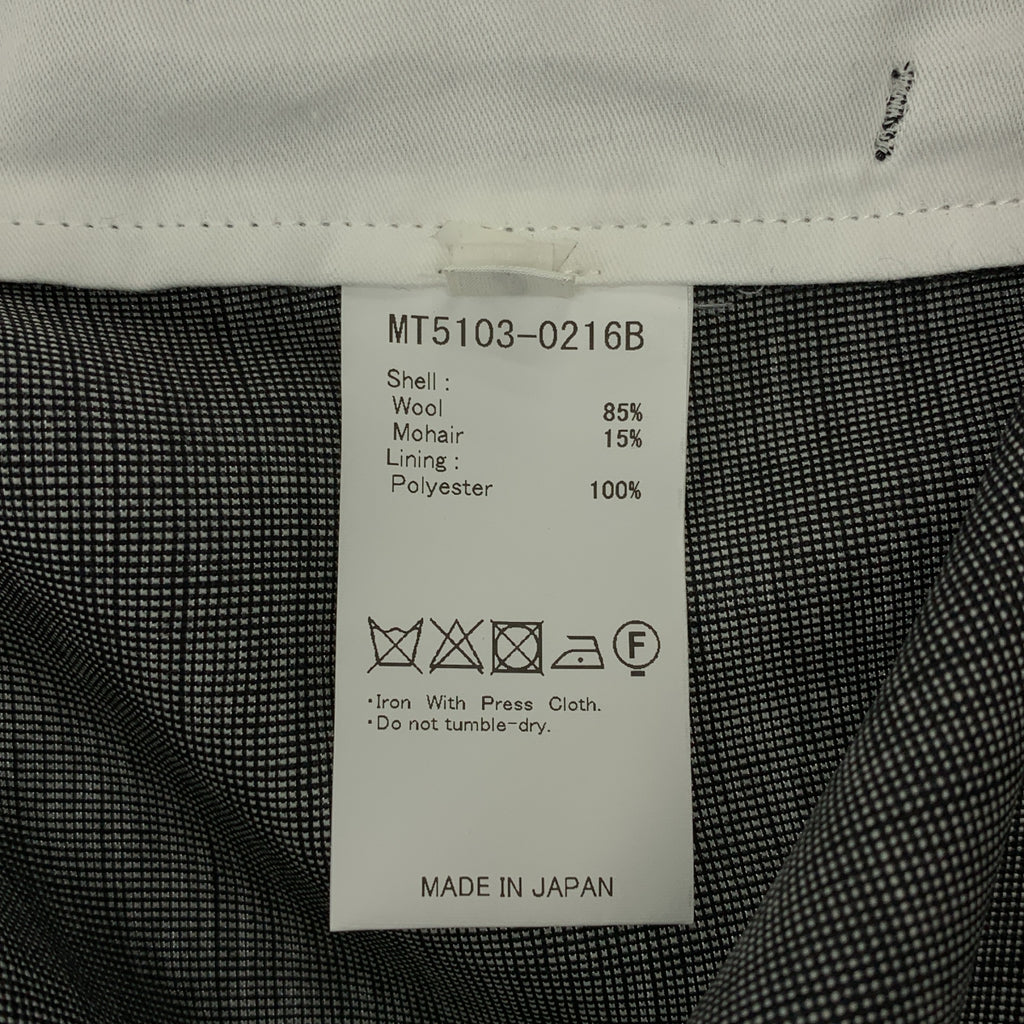 MT5103-0216B
Shell :
Wool 85%
Mohair 15%
Lining :
Polyester 100%
F
・Iron With Press Cloth.
・Do not tumble-dry.
MADE IN JAPAN